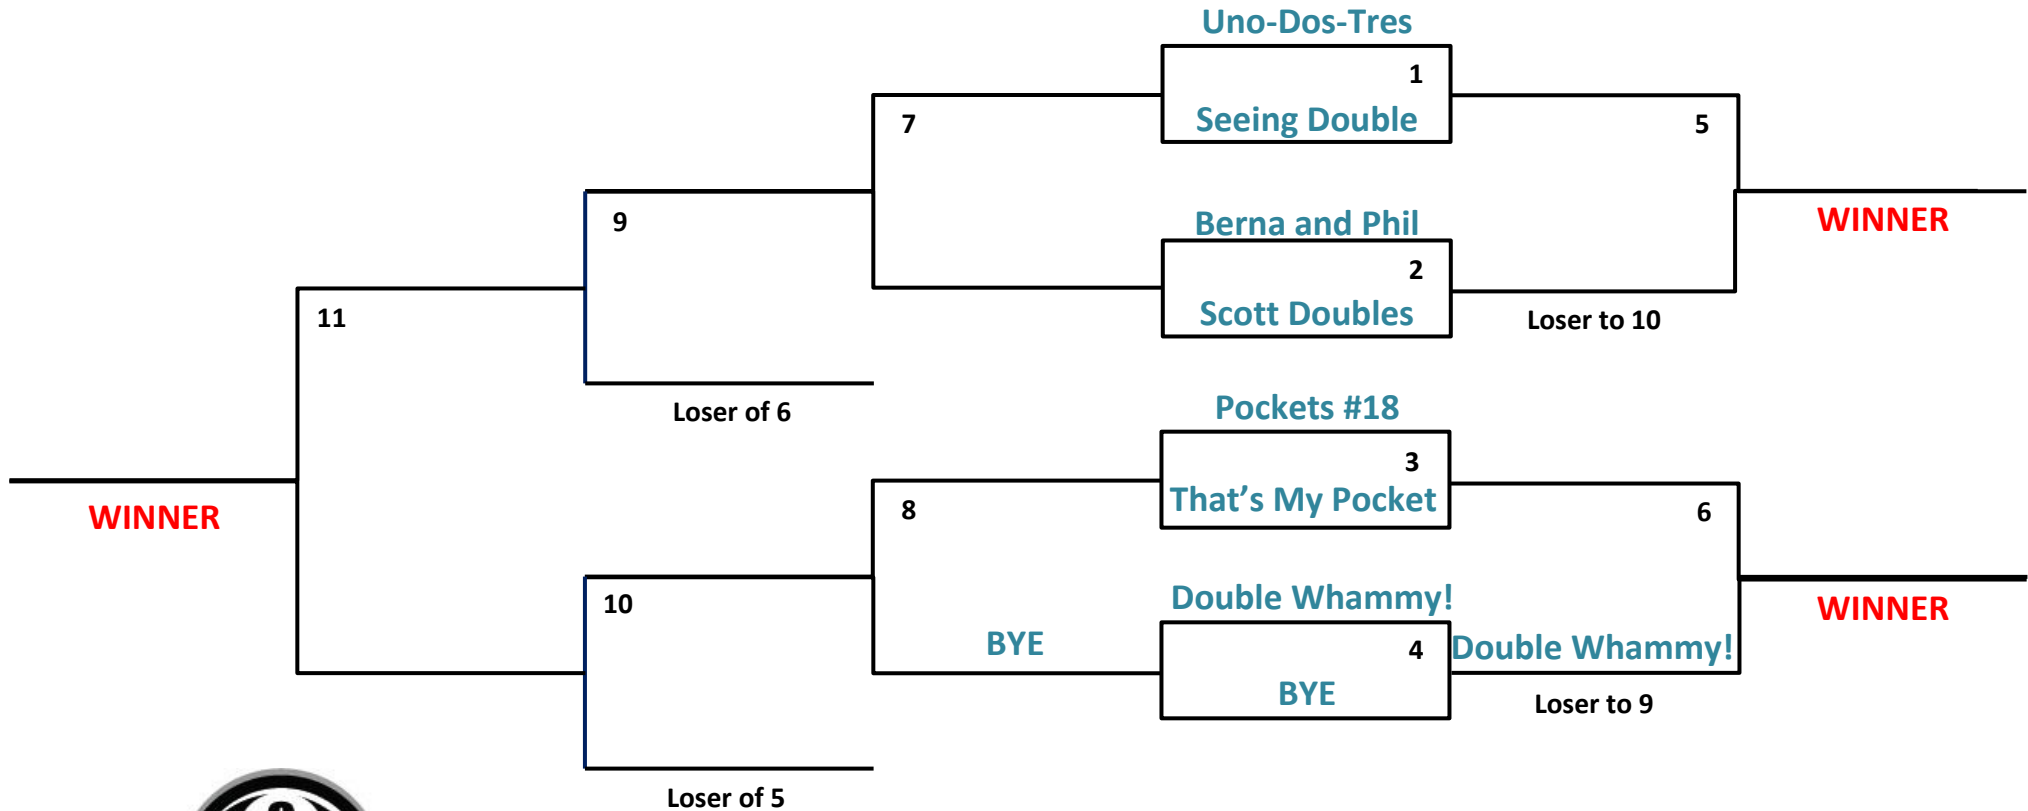 Uno-Dos-Tres
1
Seeing Double
7
5
9
Berna and Phil
WINNER
2
Scott Doubles
11
Loser to 10
Loser of 6
Pockets #18
3
That's My Pocket
WINNER
8
6
10
Double Whammy!
WINNER
BYE
4
Double Whammy!
BYE
Loser to 9
Loser of 5